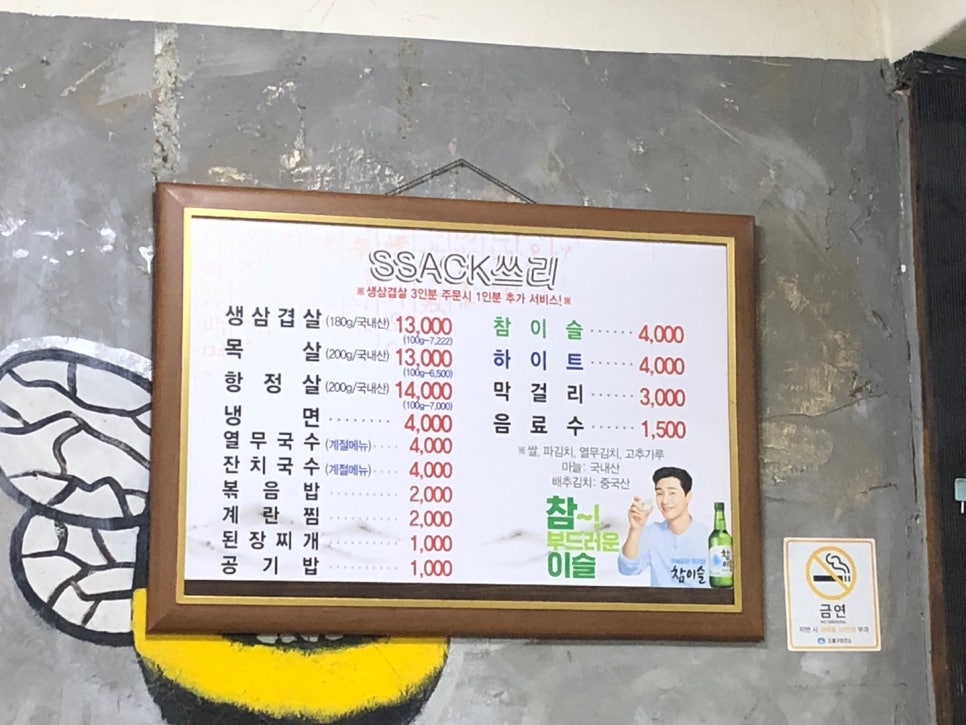 SSACK쓰리
※생삼겹살 3인분 주문시 1인분 추가 서비스!※
생삼겹살 (180g/국내산) 13,000
(100g~7,222)
목살 (200g/국내산) 13,000
(100g~6,500)
항정살 (200g/국내산) 14,000
(100g~7,000)
냉면 ········ 4,000
열무국수 (계절메뉴) ···· 4,000
잔치국수 (계절메뉴) ···· 4,000
볶음밥 ········ 2,000
계란찜 ········ 2,000
된장찌개 ········ 1,000
공기밥 ········ 1,000
참이슬 ······ 4,000
하이트 ······ 4,000
막걸리 ······ 3,000
음료수 ······ 1,500
※쌀, 파김치, 열무김치, 고추가루
마늘: 국내산
배추김치: 중국산
참~!
부드러운
이슬
참이슬
금연
NO SMOKING
위반 시 부과